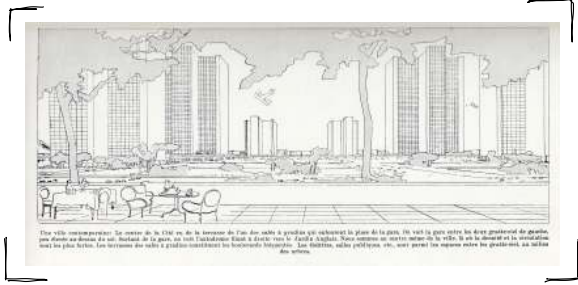 Une ville contemporaine: Le centre de la Cité vu de la terrasse de l'un des cafés à gradins qui entourent la place de la gare. On voit la gare entre les deux gratte-ciel de gauche,
peu élevée au-dessus du sol. Sortant de la gare, on voit l'autodrome filant à droite vers le Jardin Anglais. Nous sommes au centre même de la ville, là où la densité et la circulation
sont les plus fortes. Les terrasses des cafés à gradins constituent les boulevards fréquentés. Les théâtres, salles publiques, etc., sont parmi les espaces entre les gratte-ciel, au milieu
des arbres.